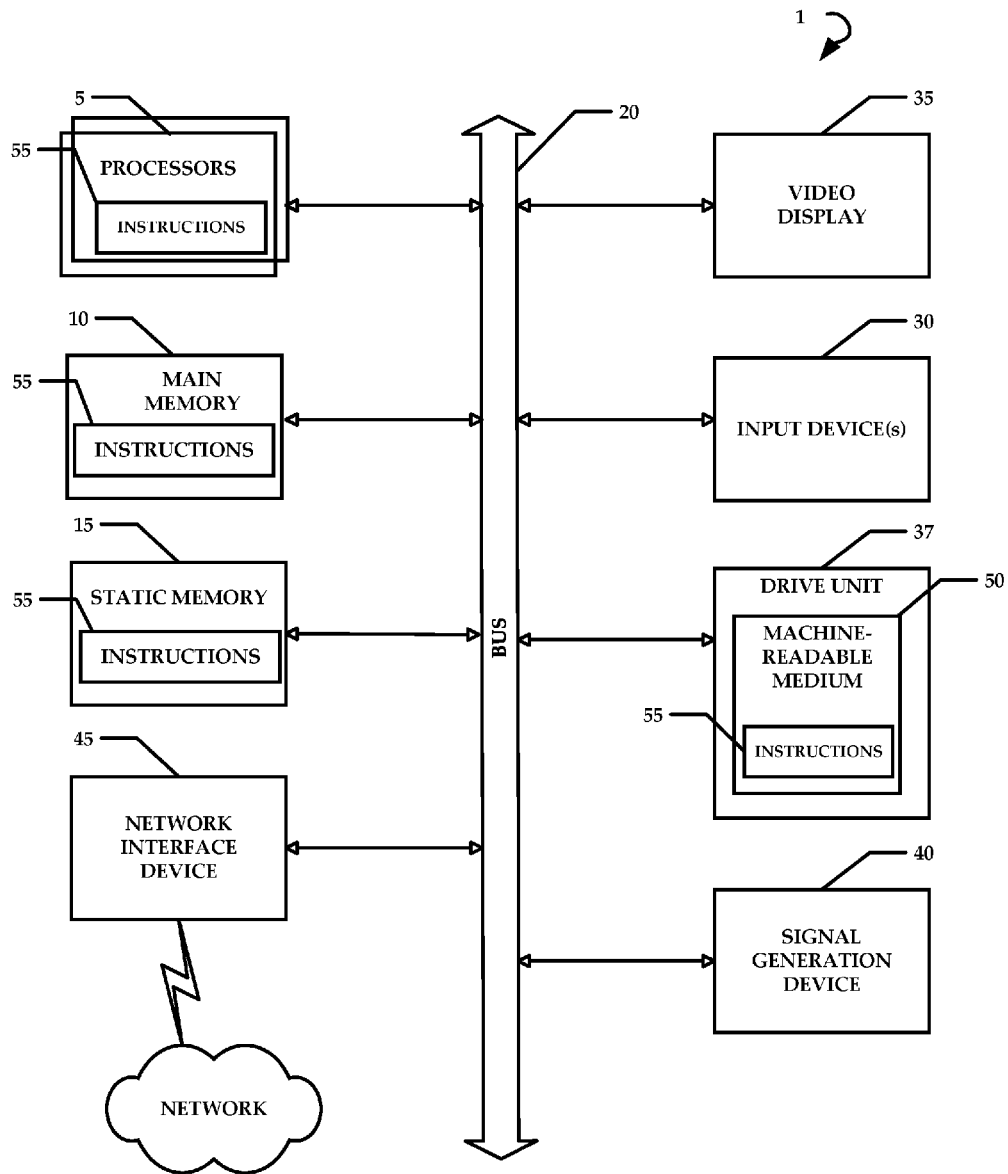 1
5
55
PROCESSORS
INSTRUCTIONS
10
55
MAIN
MEMORY
INSTRUCTIONS
15
55
STATIC MEMORY
INSTRUCTIONS
45
NETWORK
INTERFACE
DEVICE
NETWORK
20
BUS
35
VIDEO
DISPLAY
30
INPUT DEVICE(s)
37
DRIVE UNIT
50
MACHINE-
READABLE
MEDIUM
55
INSTRUCTIONS
40
SIGNAL
GENERATION
DEVICE